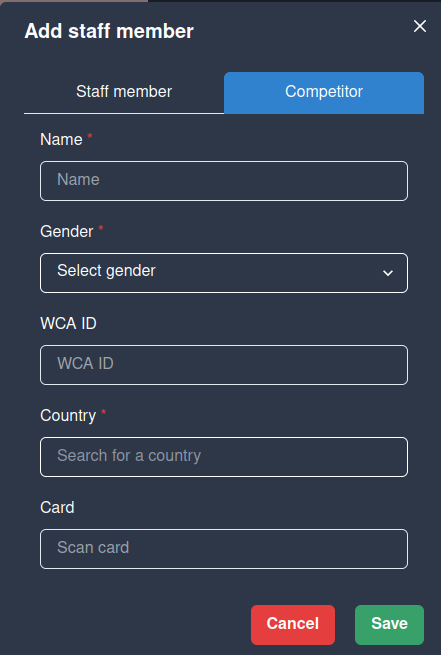 Add staff member
Staff member
Competitor
Name *
Name
Gender *
Select gender
WCA ID
WCA ID
Country *
Search for a country
Card
Scan card
Cancel
Save